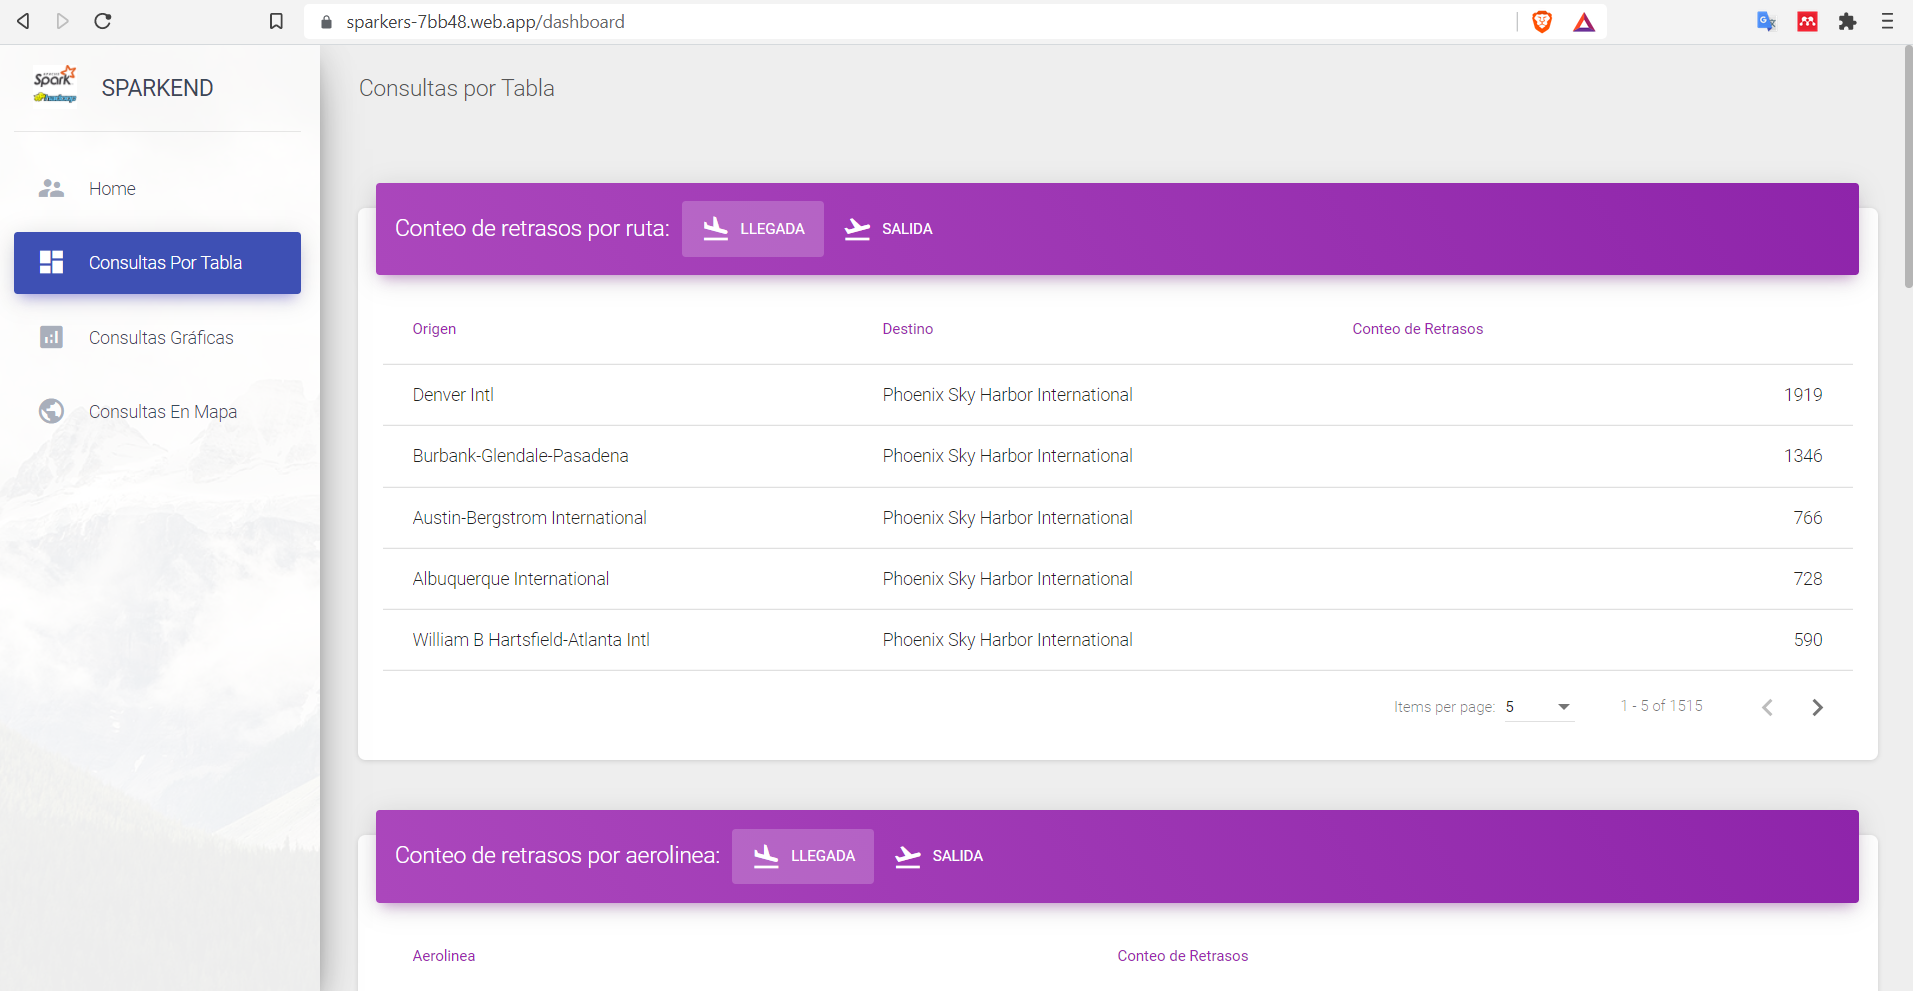 sparkers-7bb48.web.app/dashboard
Spark
hadoop
SPARKEND
Home
Consultas Por Tabla
Consultas Gráficas
Consultas En Mapa
Consultas por Tabla
Conteo de retrasos por ruta: LLEGADA SALIDA
Origen Destino Conteo de Retrasos
Denver Intl Phoenix Sky Harbor International 1919
Burbank-Glendale-Pasadena Phoenix Sky Harbor International 1346
Austin-Bergstrom International Phoenix Sky Harbor International 766
Albuquerque International Phoenix Sky Harbor International 728
William B Hartsfield-Atlanta Intl Phoenix Sky Harbor International 590
Items per page: 5 1 - 5 of 1515
Conteo de retrasos por aerolinea: LLEGADA SALIDA
Aerolinea Conteo de Retrasos